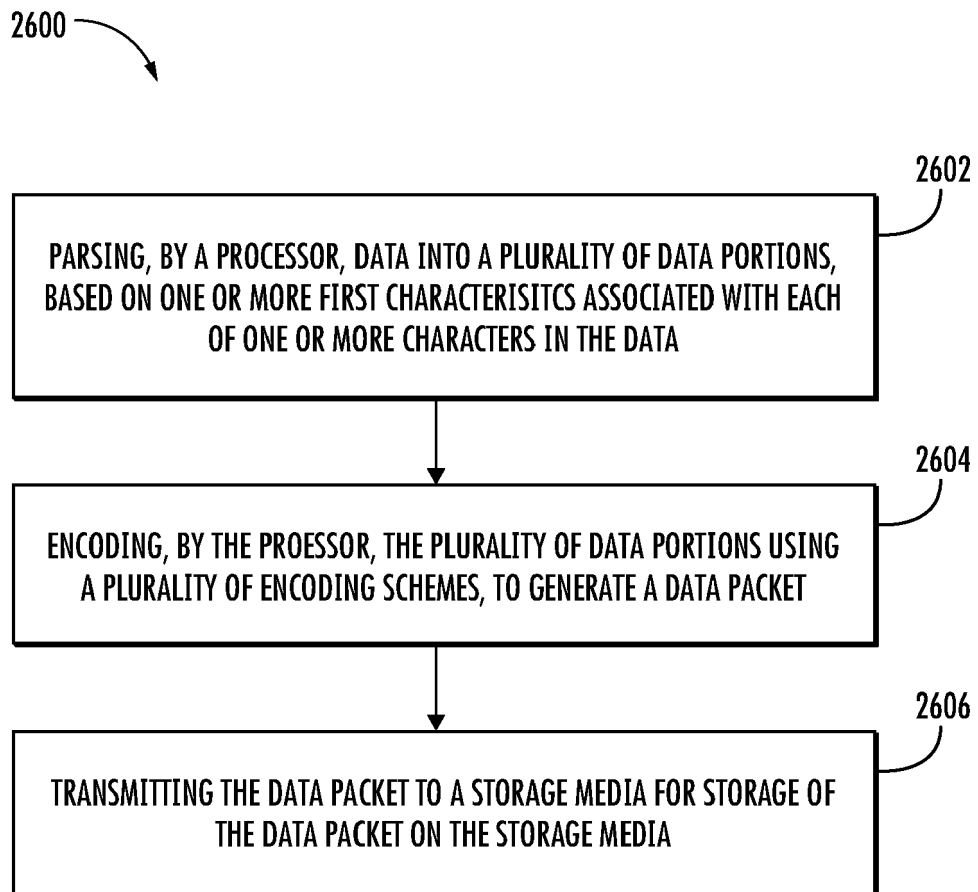 2600
2602
PARSING, BY A PROCESSOR, DATA INTO A PLURALITY OF DATA PORTIONS,
BASED ON ONE OR MORE FIRST CHARACTERISITCS ASSOCIATED WITH EACH
OF ONE OR MORE CHARACTERS IN THE DATA
2604
ENCODING, BY THE PROESSOR, THE PLURALITY OF DATA PORTIONS USING
A PLURALITY OF ENCODING SCHEMES, TO GENERATE A DATA PACKET
2606
TRANSMITTING THE DATA PACKET TO A STORAGE MEDIA FOR STORAGE OF
THE DATA PACKET ON THE STORAGE MEDIA